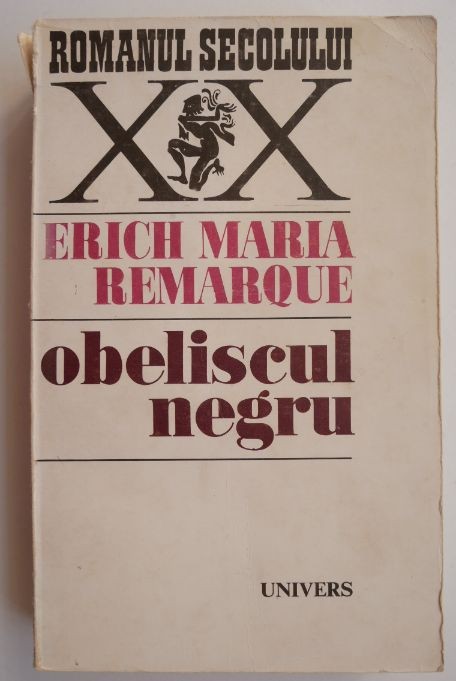 ROMANUL SECOLULUI
XX
ERICH MARIA
REMARQUE
obeliscul
negru
UNIVERS